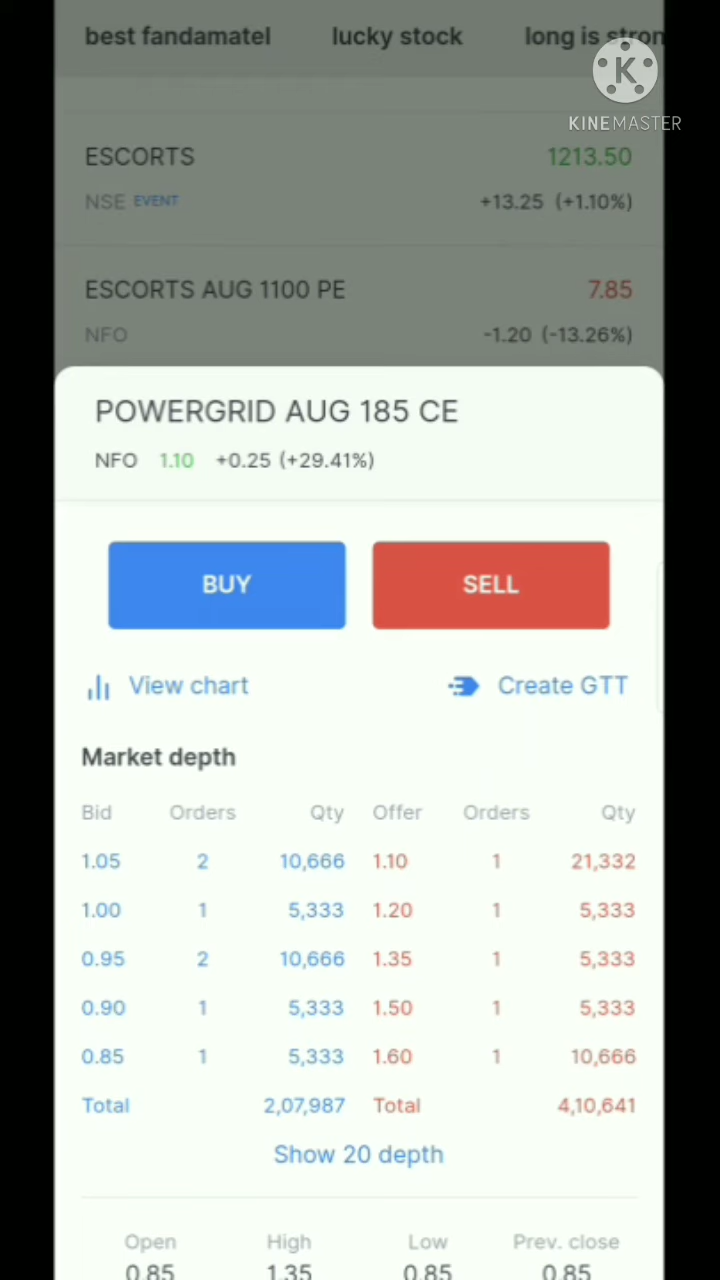 best fandamatel lucky stock long is stron
K
KINEMASTER
ESCORTS 1213.50
NSE EVENT +13.25 (+1.10%)
ESCORTS AUG 1100 PE 7.85
NFO -1.20 (-13.26%)
POWERGRID AUG 185 CE
NFO 1.10 +0.25 (+29.41%)
BUY SELL
View chart Create GTT
Market depth
Bid Orders Qty Offer Orders Qty
1.05 2 10,666 1.10 1 21,332
1.00 1 5,333 1.20 1 5,333
0.95 2 10,666 1.35 1 5,333
0.90 1 5,333 1.50 1 5,333
0.85 1 5,333 1.60 1 10,666
Total 2,07,987 Total 4,10,641
Show 20 depth
Open High Low Prev. close
0.85 1.35 0.85 0.85